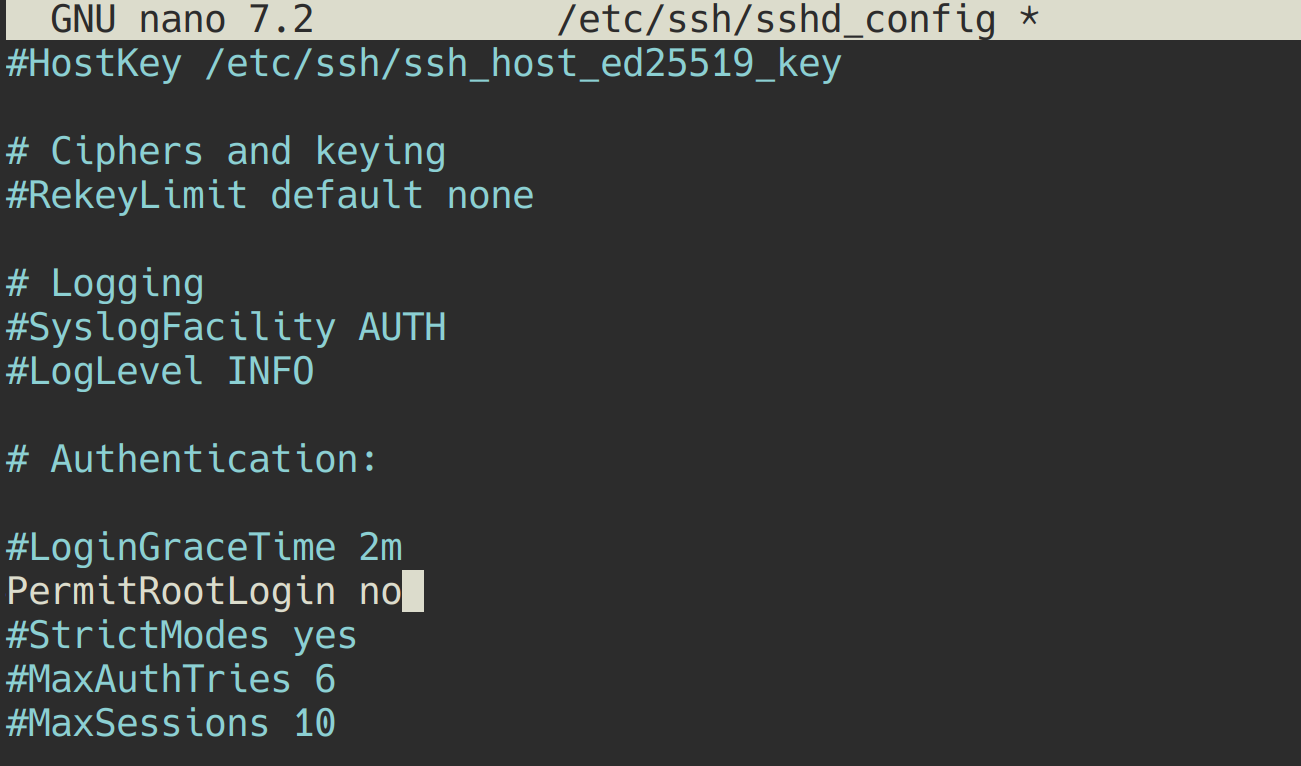 GNU nano 7.2 /etc/ssh/sshd_config *
#HostKey /etc/ssh/ssh_host_ed25519_key
# Ciphers and keying
#RekeyLimit default none
# Logging
#SyslogFacility AUTH
#LogLevel INFO
# Authentication:
#LoginGraceTime 2m
PermitRootLogin no
#StrictModes yes
#MaxAuthTries 6
#MaxSessions 10